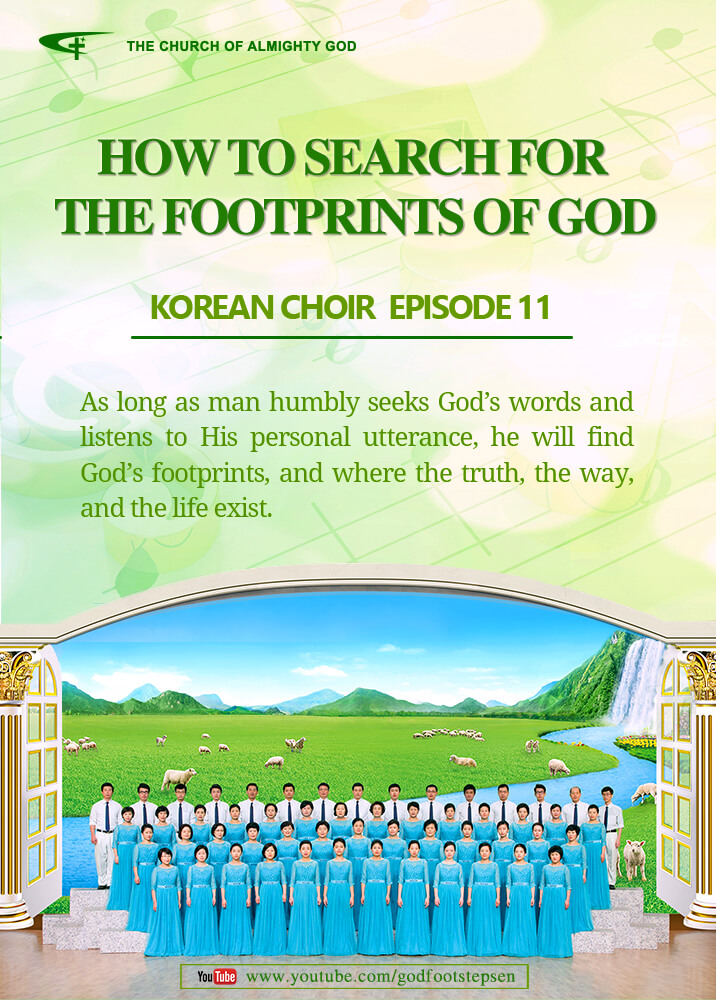 THE CHURCH OF ALMIGHTY GOD
HOW TO SEARCH FOR
THE FOOTPRINTS OF GOD
KOREAN CHOIR EPISODE 11
As long as man humbly seeks God’s words and
listens to His personal utterance, he will find
God’s footprints, and where the truth, the way,
and the life exist.
YouTube www.youtube.com/godfootstepsen